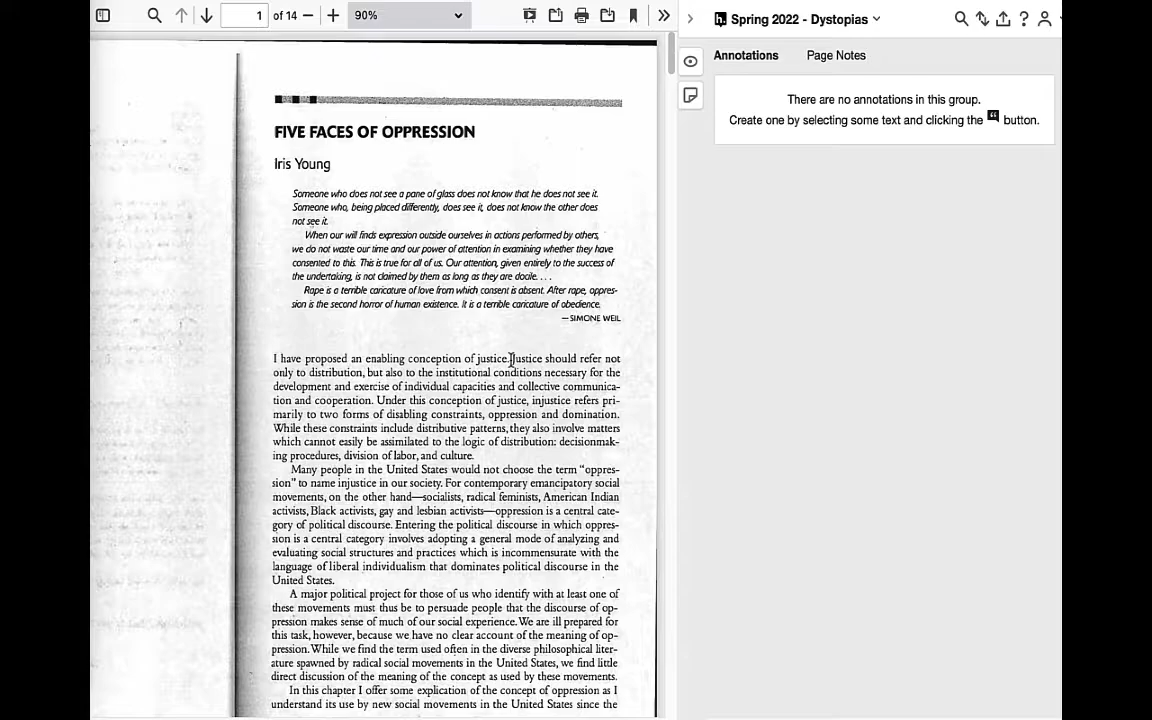 1 of 14 90%
Spring 2022 - Dystopias
Annotations Page Notes
There are no annotations in this group.
Create one by selecting some text and clicking the button.
FIVE FACES OF OPPRESSION
Iris Young
Someone who does not see a pane of glass does not know that he does not see it.
Someone who, being placed differently, does see it, does not know the other does
not see it.
When our will finds expression outside ourselves in actions performed by others,
we do not waste our time and our power of attention in examining whether they have
consented to this. This is true for all of us. Our attention, given entirely to the success of
the undertaking, is not claimed by them as long as they are docile. . . .
Rape is a terrible caricature of love from which consent is absent. After rape, oppres-
sion is the second horror of human existence. It is a terrible caricature of obedience.
—SIMONE WEIL
I have proposed an enabling conception of justice. Justice should refer not
only to distribution, but also to the institutional conditions necessary for the
development and exercise of individual capacities and collective communica-
tion and cooperation. Under this conception of justice, injustice refers pri-
marily to two forms of disabling constraints, oppression and domination.
While these constraints include distributive patterns, they also involve matters
which cannot easily be assimilated to the logic of distribution: decisionmak-
ing procedures, division of labor, and culture.
Many people in the United States would not choose the term “oppres-
sion” to name injustice in our society. For contemporary emancipatory social
movements, on the other hand—socialists, radical feminists, American Indian
activists, Black activists, gay and lesbian activists—oppression is a central cate-
gory of political discourse. Entering the political discourse in which oppres-
sion is a central category involves adopting a general mode of analyzing and
evaluating social structures and practices which is incommensurate with the
language of liberal individualism that dominates political discourse in the
United States.
A major political project for those of us who identify with at least one of
these movements must thus be to persuade people that the discourse of op-
pression makes sense of much of our social experience. We are ill prepared for
this task, however, because we have no clear account of the meaning of op-
pression. While we find the term used often in the diverse philosophical liter-
ature spawned by radical social movements in the United States, we find little
direct discussion of the meaning of the concept as used by these movements.
In this chapter I offer some explication of the concept of oppression as I
understand its use by new social movements in the United States since the